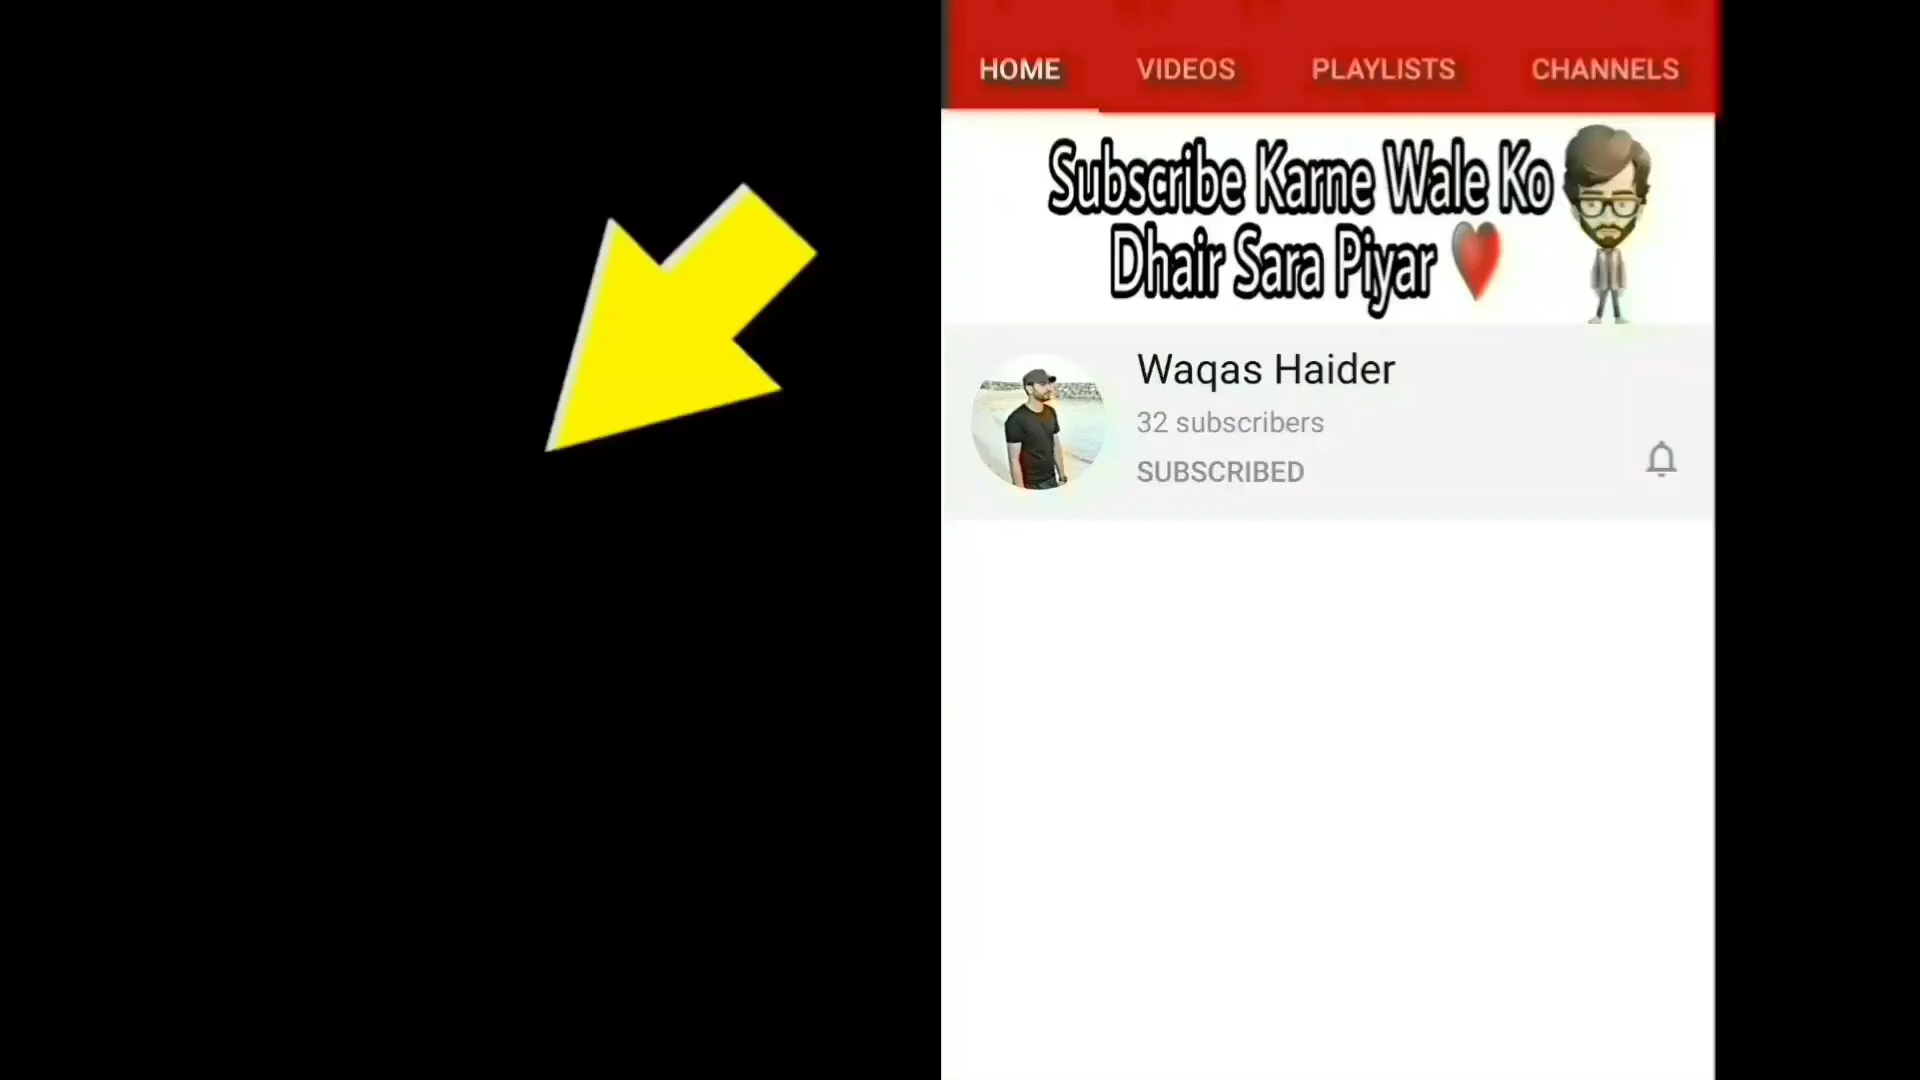 HOME VIDEOS PLAYLISTS CHANNELS
Subscribe Karne Wale Ko
Dhair Sara Piyar
Waqas Haider
32 subscribers
SUBSCRIBED